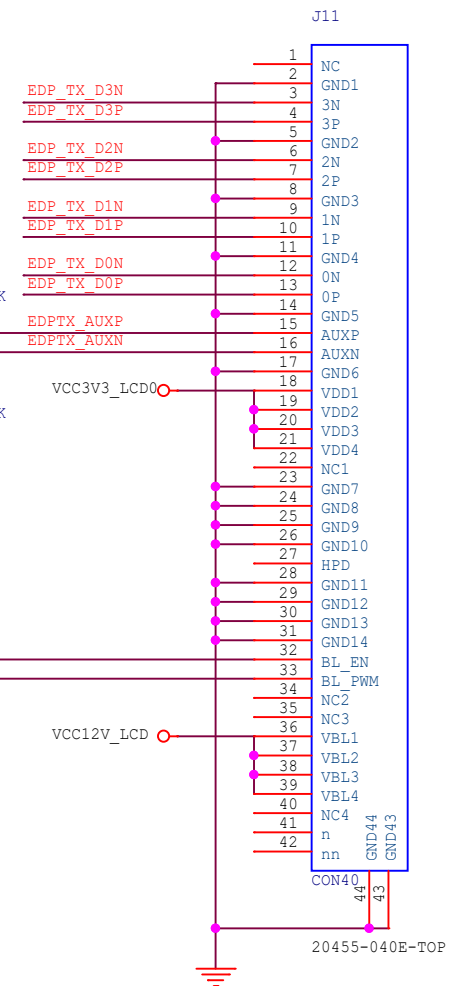 J11
1 NC
2 GND1
EDP_TX_D3N 3 3N
EDP_TX_D3P 4 3P
5 GND2
EDP_TX_D2N 6 2N
EDP_TX_D2P 7 2P
8 GND3
EDP_TX_D1N 9 1N
EDP_TX_D1P 10 1P
11 GND4
EDP_TX_D0N 12 0N
EDP_TX_D0P 13 0P
K
14 GND5
EDPTX_AUXP 15 AUXP
EDPTX_AUXN 16 AUXN
17 GND6
VCC3V3_LCD0 18 VDD1
19 VDD2
K
20 VDD3
21 VDD4
22 NC1
23 GND7
24 GND8
25 GND9
26 GND10
27 HPD
28 GND11
29 GND12
30 GND13
31 GND14
32 BL_EN
33 BL_PWM
34 NC2
35 NC3
VCC12V_LCD 36 VBL1
37 VBL2
38 VBL3
39 VBL4
40 NC4
41 n
42 nn
GND44
GND43
CON40
44
43
20455-040E-TOP